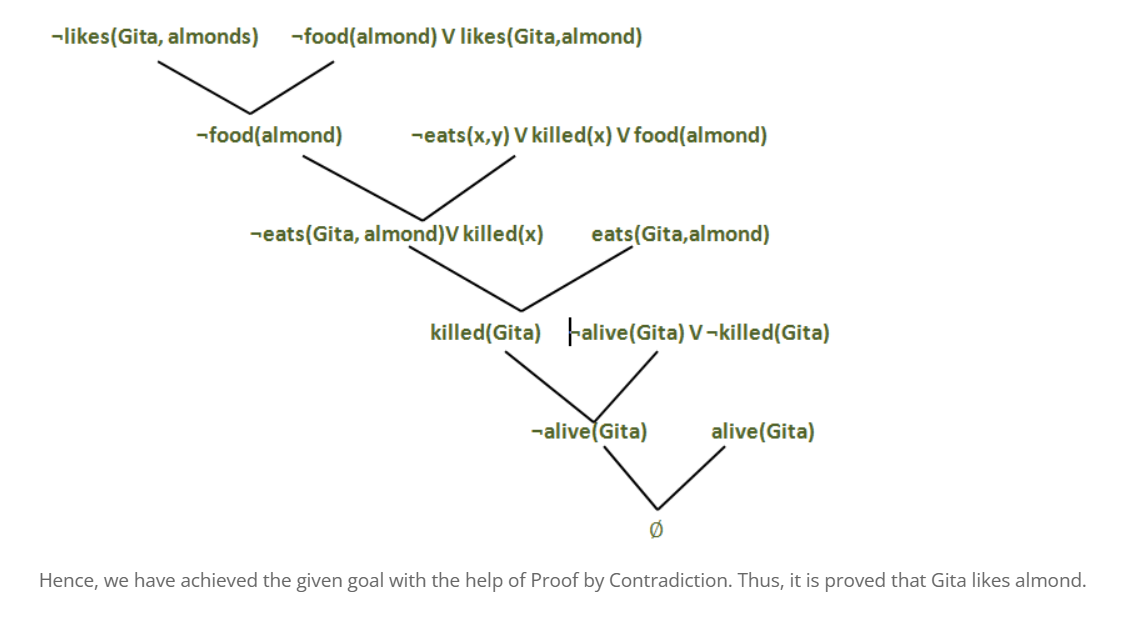 ¬likes(Gita, almonds) ¬food(almond) V likes(Gita,almond)
¬food(almond) ¬eats(x,y) V killed(x) V food(almond)
¬eats(Gita, almond)V killed(x) eats(Gita,almond)
killed(Gita) ¬alive(Gita) V ¬killed(Gita)
¬alive(Gita) alive(Gita)
Ø
Hence, we have achieved the given goal with the help of Proof by Contradiction. Thus, it is proved that Gita likes almond.